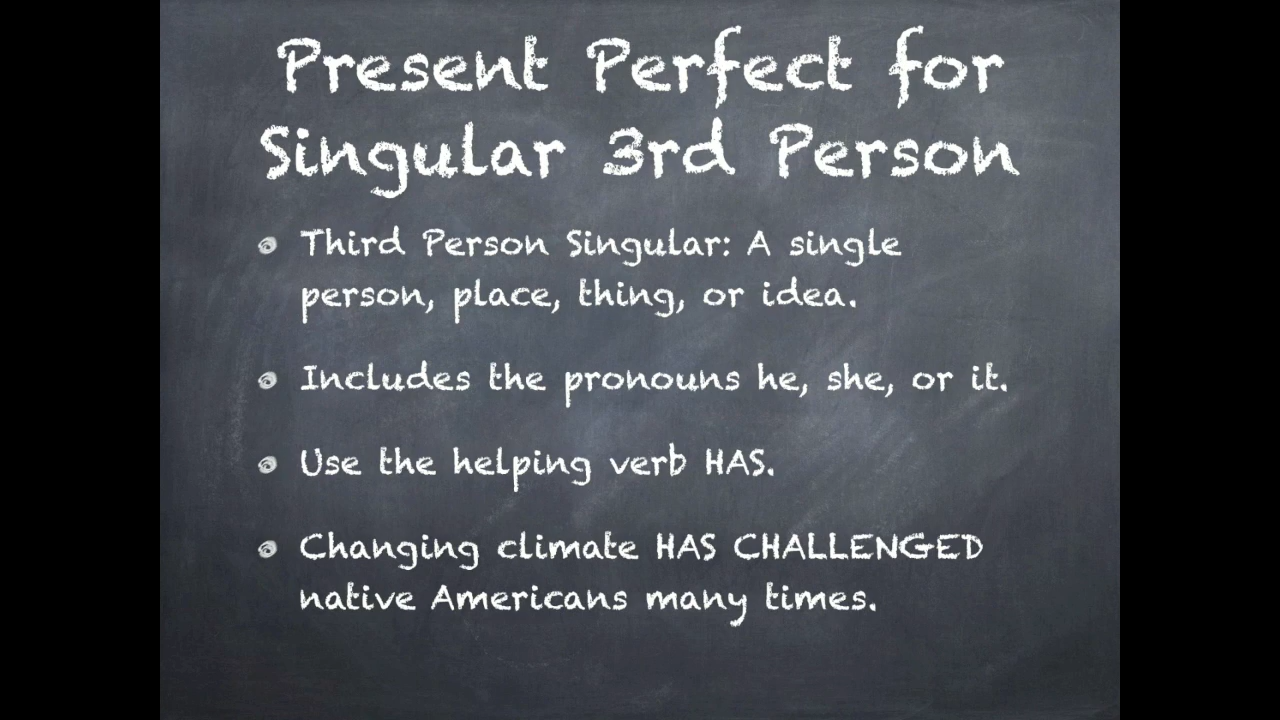 Present Perfect for
Singular 3rd Person
Third Person Singular: A single
person, place, thing, or idea.
Includes the pronouns he, she, or it.
Use the helping verb HAS.
Changing climate HAS CHALLENGED
native Americans many times.